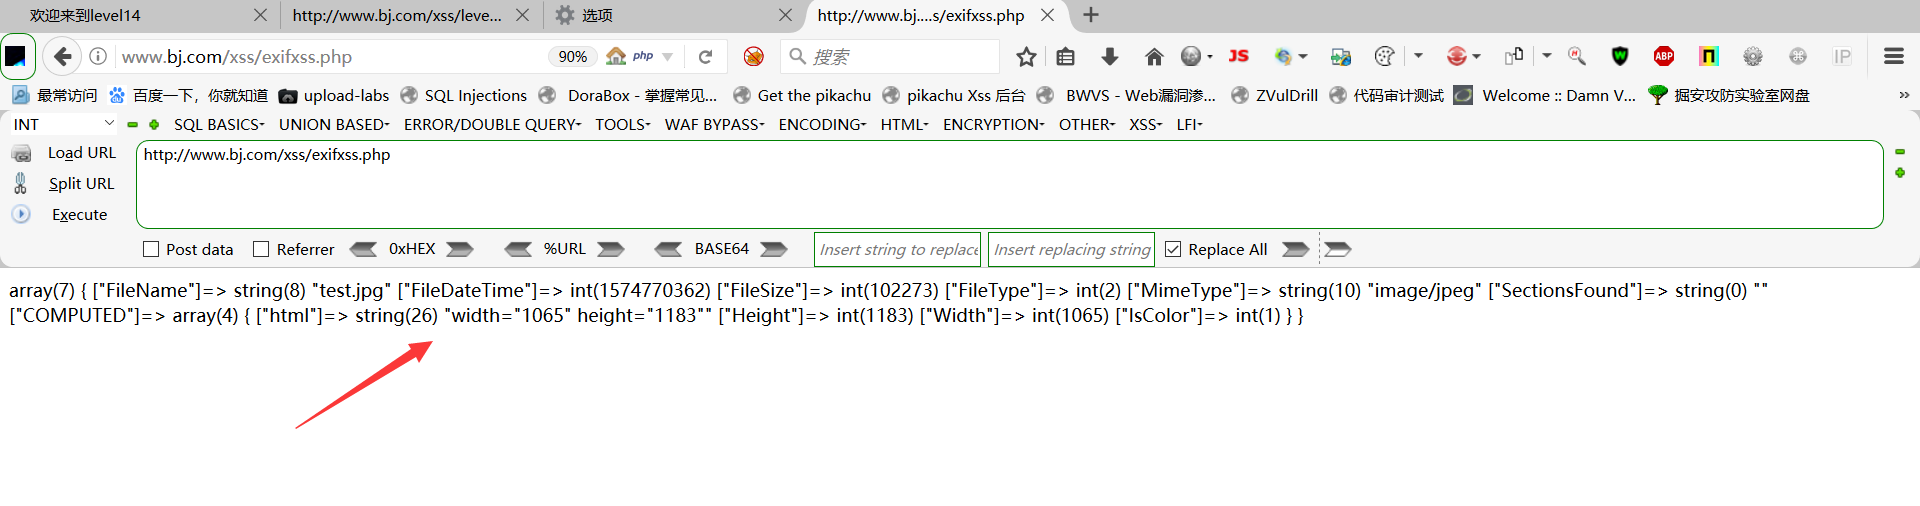 欢迎来到level14
http://www.bj.com/xss/leve...
选项
http://www.bj....s/exifxss.php
www.bj.com/xss/exifxss.php
90%
php
搜索
JS
ABP
IP
最常访问
百度一下，你就知道
upload-labs
SQL Injections
DoraBox - 掌握常见...
Get the pikachu
pikachu Xss 后台
BWVS - Web漏洞渗...
ZVulDrill
代码审计测试
Welcome :: Damn V...
掘安攻防实验室网盘
INT
SQL BASICS
UNION BASED
ERROR/DOUBLE QUERY
TOOLS
WAF BYPASS
ENCODING
HTML
ENCRYPTION
OTHER
XSS
LFI
Load URL
http://www.bj.com/xss/exifxss.php
Split URL
Execute
Post data
Referrer
0xHEX
%URL
BASE64
Insert string to replace
Insert replacing string
Replace All
array(7) { ["FileName"]=> string(8) "test.jpg" ["FileDateTime"]=> int(1574770362) ["FileSize"]=> int(102273) ["FileType"]=> int(2) ["MimeType"]=> string(10) "image/jpeg" ["SectionsFound"]=> string(0) ""
["COMPUTED"]=> array(4) { ["html"]=> string(26) "width="1065" height="1183"" ["Height"]=> int(1183) ["Width"]=> int(1065) ["IsColor"]=> int(1) } }